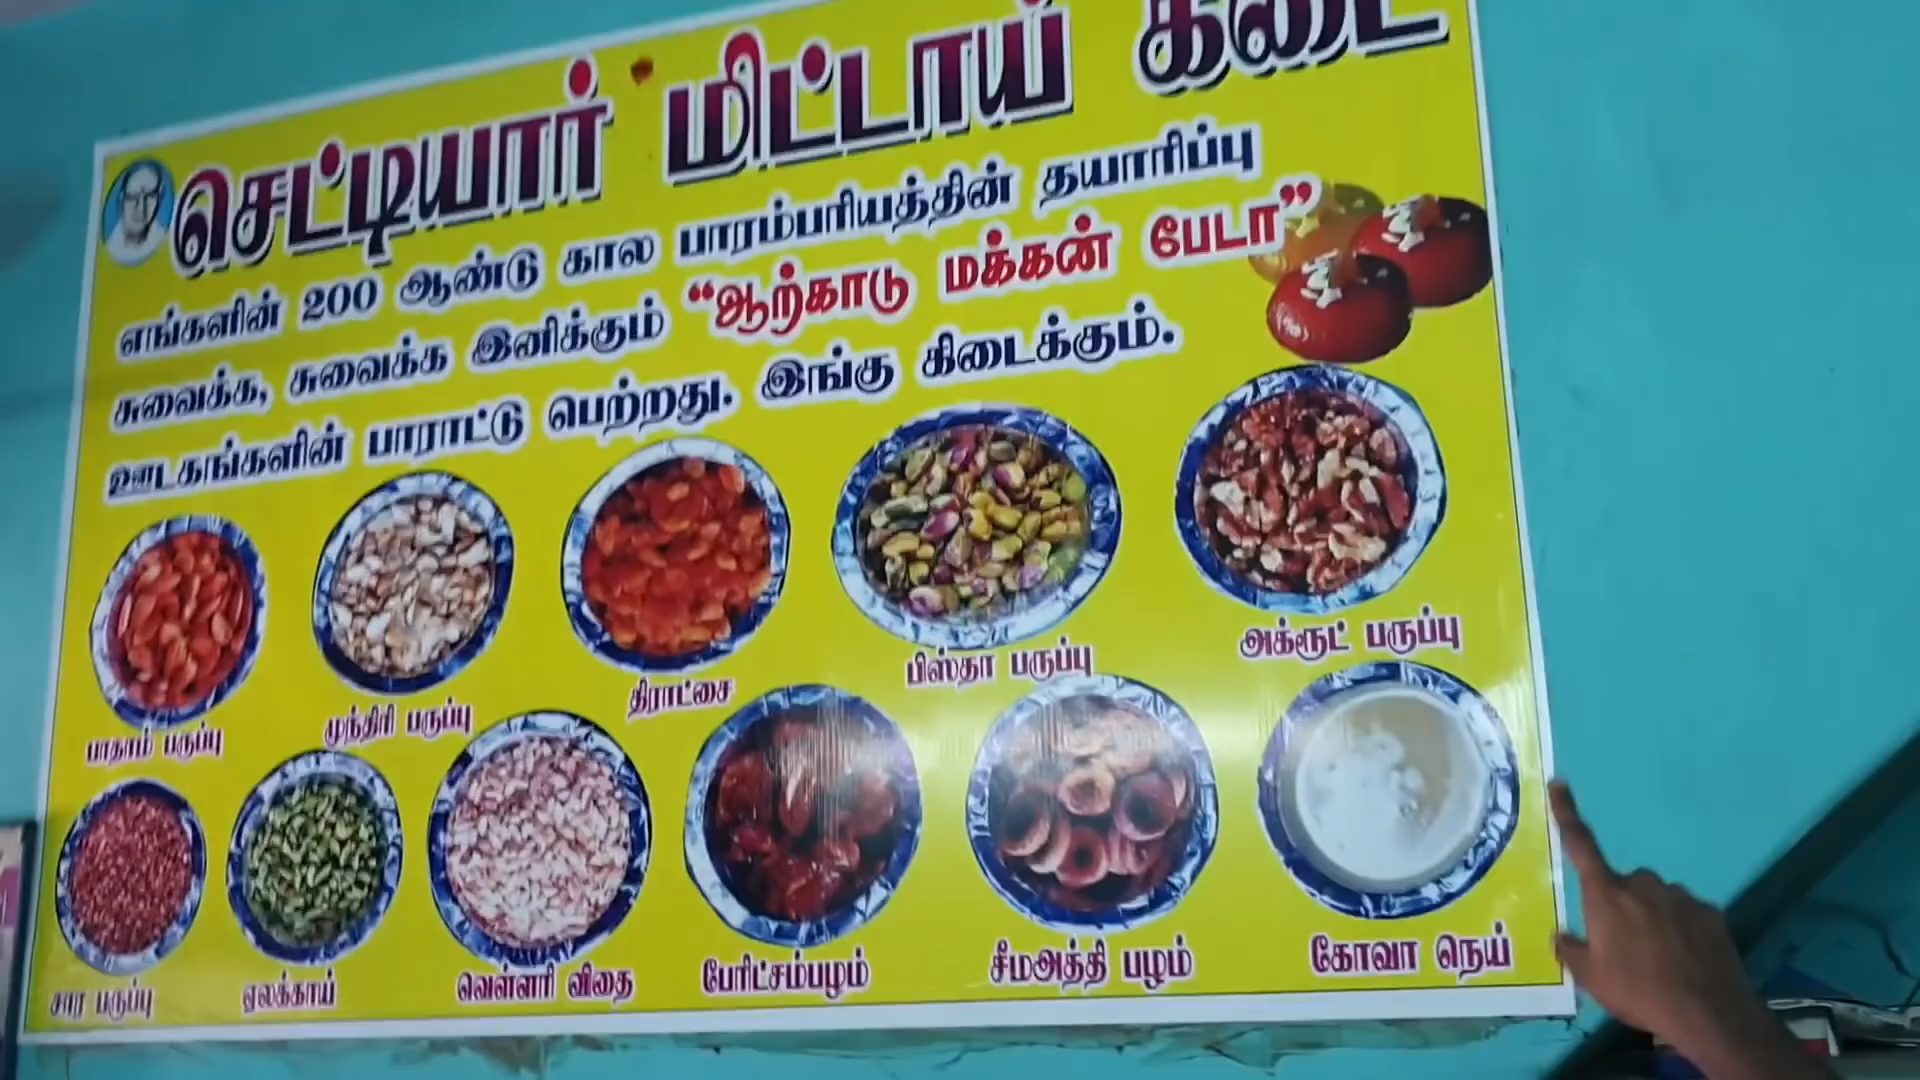 செட்டியார் மிட்டாய் கடை
எங்களின் 200 ஆண்டு கால பாரம்பரியத்தின் தயாரிப்பு
சுவைக்க, சுவைக்க இனிக்கும் “ஆற்காடு மக்கன் பேடா”
ஊடகங்களின் பாராட்டு பெற்றது. இங்கு கிடைக்கும்.
பாதாம் பருப்பு
முந்திரி பருப்பு
திராட்சை
பிஸ்தா பருப்பு
அக்ரூட் பருப்பு
சார பருப்பு
ஏலக்காய்
வெள்ளரி விதை
பேரிட்சம்பழம்
சீமஅத்தி பழம்
கோவா நெய்